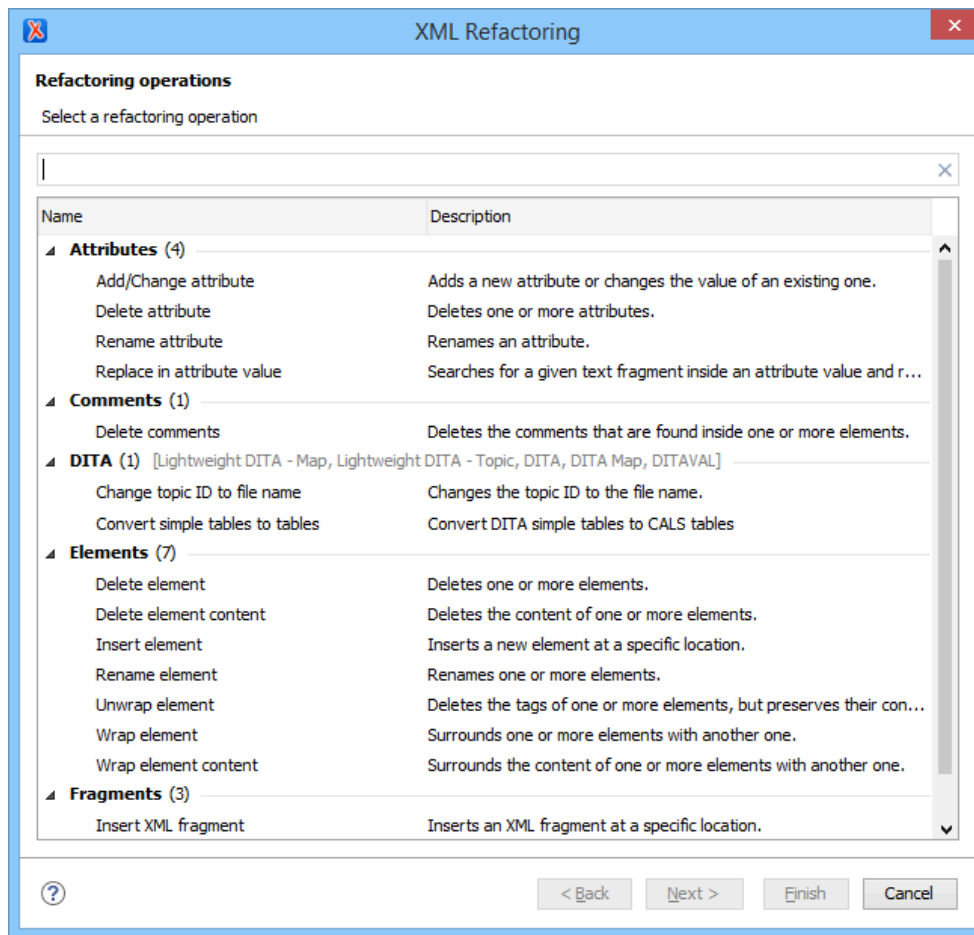 XML Refactoring
Refactoring operations
Select a refactoring operation
Name Description
Attributes (4)
Add/Change attribute Adds a new attribute or changes the value of an existing one.
Delete attribute Deletes one or more attributes.
Rename attribute Renames an attribute.
Replace in attribute value Searches for a given text fragment inside an attribute value and r...
Comments (1)
Delete comments Deletes the comments that are found inside one or more elements.
DITA (1) [Lightweight DITA - Map, Lightweight DITA - Topic, DITA, DITA Map, DITAVAL]
Change topic ID to file name Changes the topic ID to the file name.
Convert simple tables to tables Convert DITA simple tables to CALS tables
Elements (7)
Delete element Deletes one or more elements.
Delete element content Deletes the content of one or more elements.
Insert element Inserts a new element at a specific location.
Rename element Renames one or more elements.
Unwrap element Deletes the tags of one or more elements, but preserves their con...
Wrap element Surrounds one or more elements with another one.
Wrap element content Surrounds the content of one or more elements with another one.
Fragments (3)
Insert XML fragment Inserts an XML fragment at a specific location.
? < Back Next > Finish Cancel